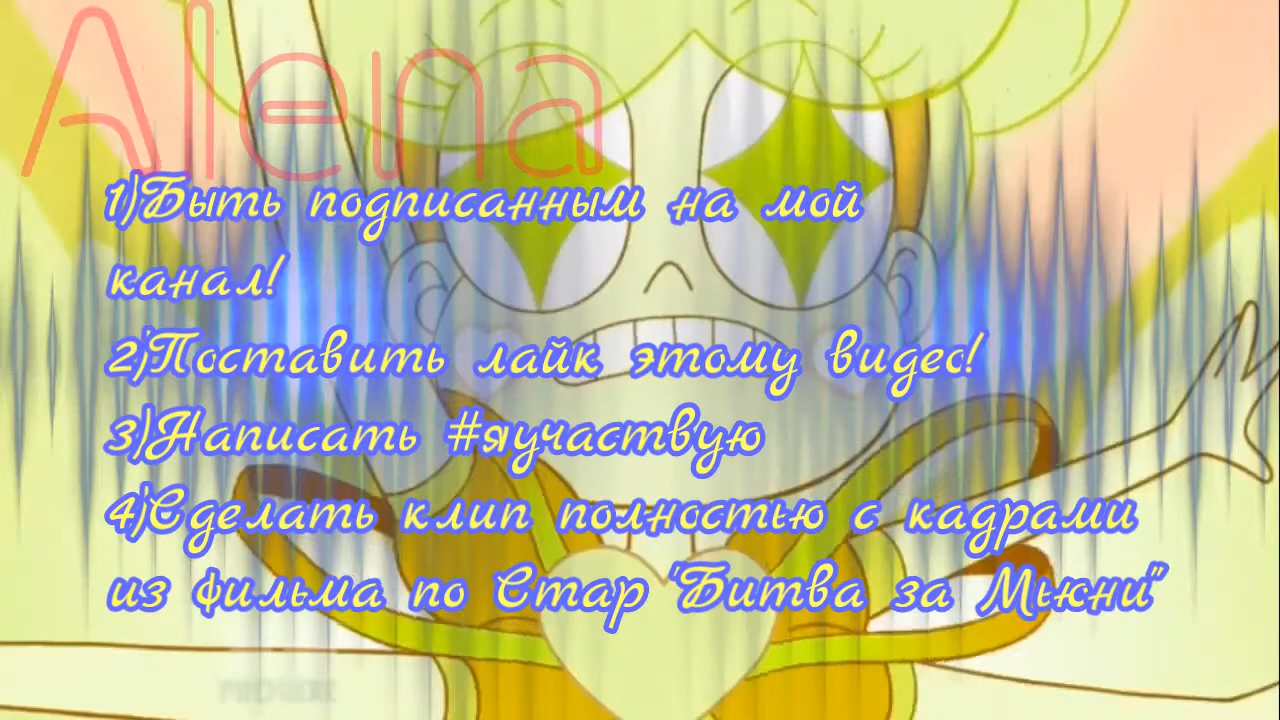 Alena
1)Быть подписанным на мой
канал!
2)Поставить лайк этому видео!
3)Написать #яучаствую
4)Сделать клип полностью с кадрами
из фильма по Стар "Битва за Мьюни"